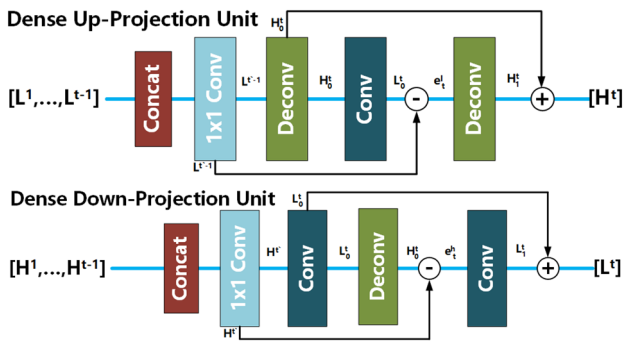 Dense Up-Projection Unit
H₀ᵗ
[L¹,...,Lᵗ⁻¹]
Concat
1x1 Conv
Lᵗ˙⁻¹
Deconv
H₀ᵗ
Conv
L₀ᵗ
-
eₜˡ
Deconv
H₁ᵗ
+
[Hᵗ]
Lᵗ˙⁻¹
Dense Down-Projection Unit
L₀ᵗ
[H¹,...,Hᵗ⁻¹]
Concat
1x1 Conv
Hᵗ˙
Conv
L₀ᵗ
Deconv
H₀ᵗ
-
eₜʰ
Conv
L₁ᵗ
+
[Lᵗ]
Hᵗ˙